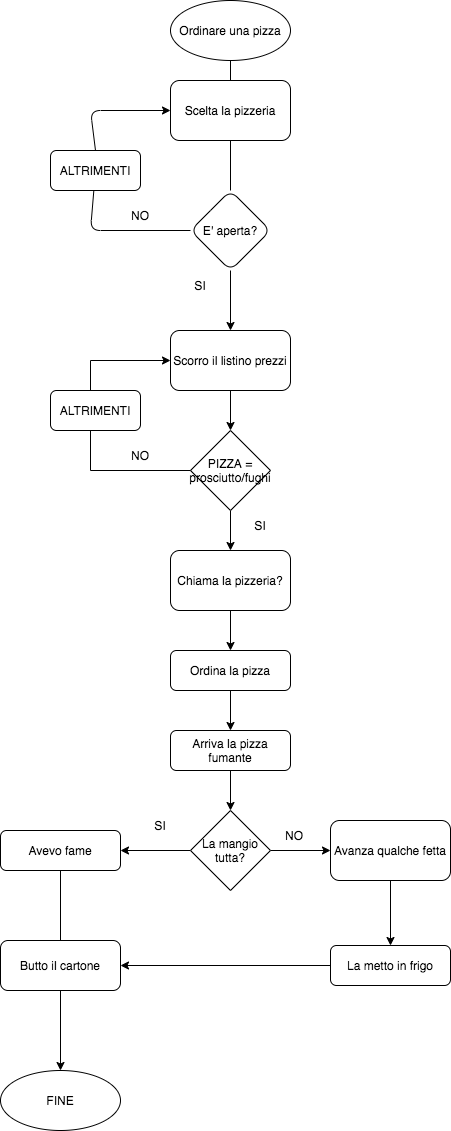 Ordinare una pizza
Scelta la pizzeria
ALTRIMENTI
NO
E' aperta?
SI
Scorro il listino prezzi
ALTRIMENTI
NO
PIZZA =
prosciutto/fughi
SI
Chiama la pizzeria?
Ordina la pizza
Arriva la pizza
fumante
SI
La mangio
tutta?
NO
Avevo fame
Avanza qualche fetta
Butto il cartone
La metto in frigo
FINE